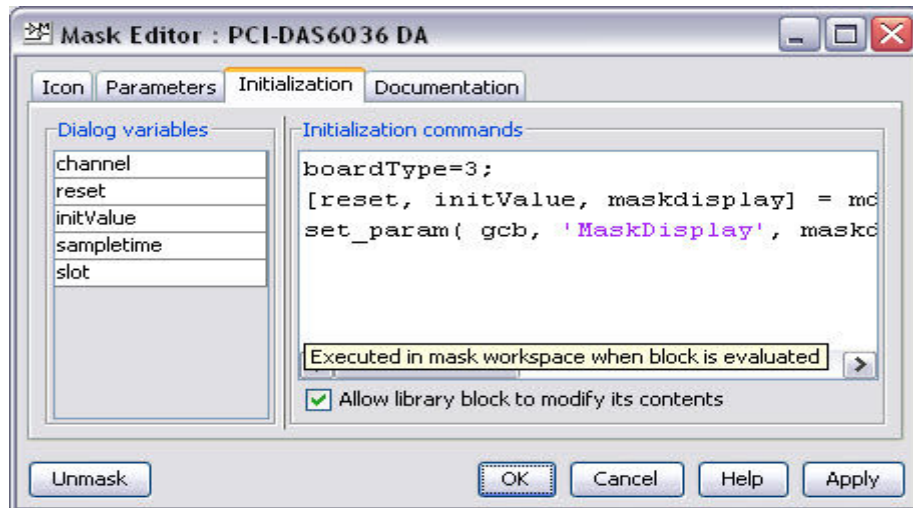 Mask Editor : PCI-DAS6036 DA
Icon Parameters Initialization Documentation
Dialog variables
channel
reset
initValue
sampletime
slot
Initialization commands
boardType=3;
[reset, initValue, maskdisplay] = 
set_param( gcb, 'MaskDisplay',
Executed in mask workspace when block is evaluated
Allow library block to modify its contents
Unmask OK Cancel Help Apply